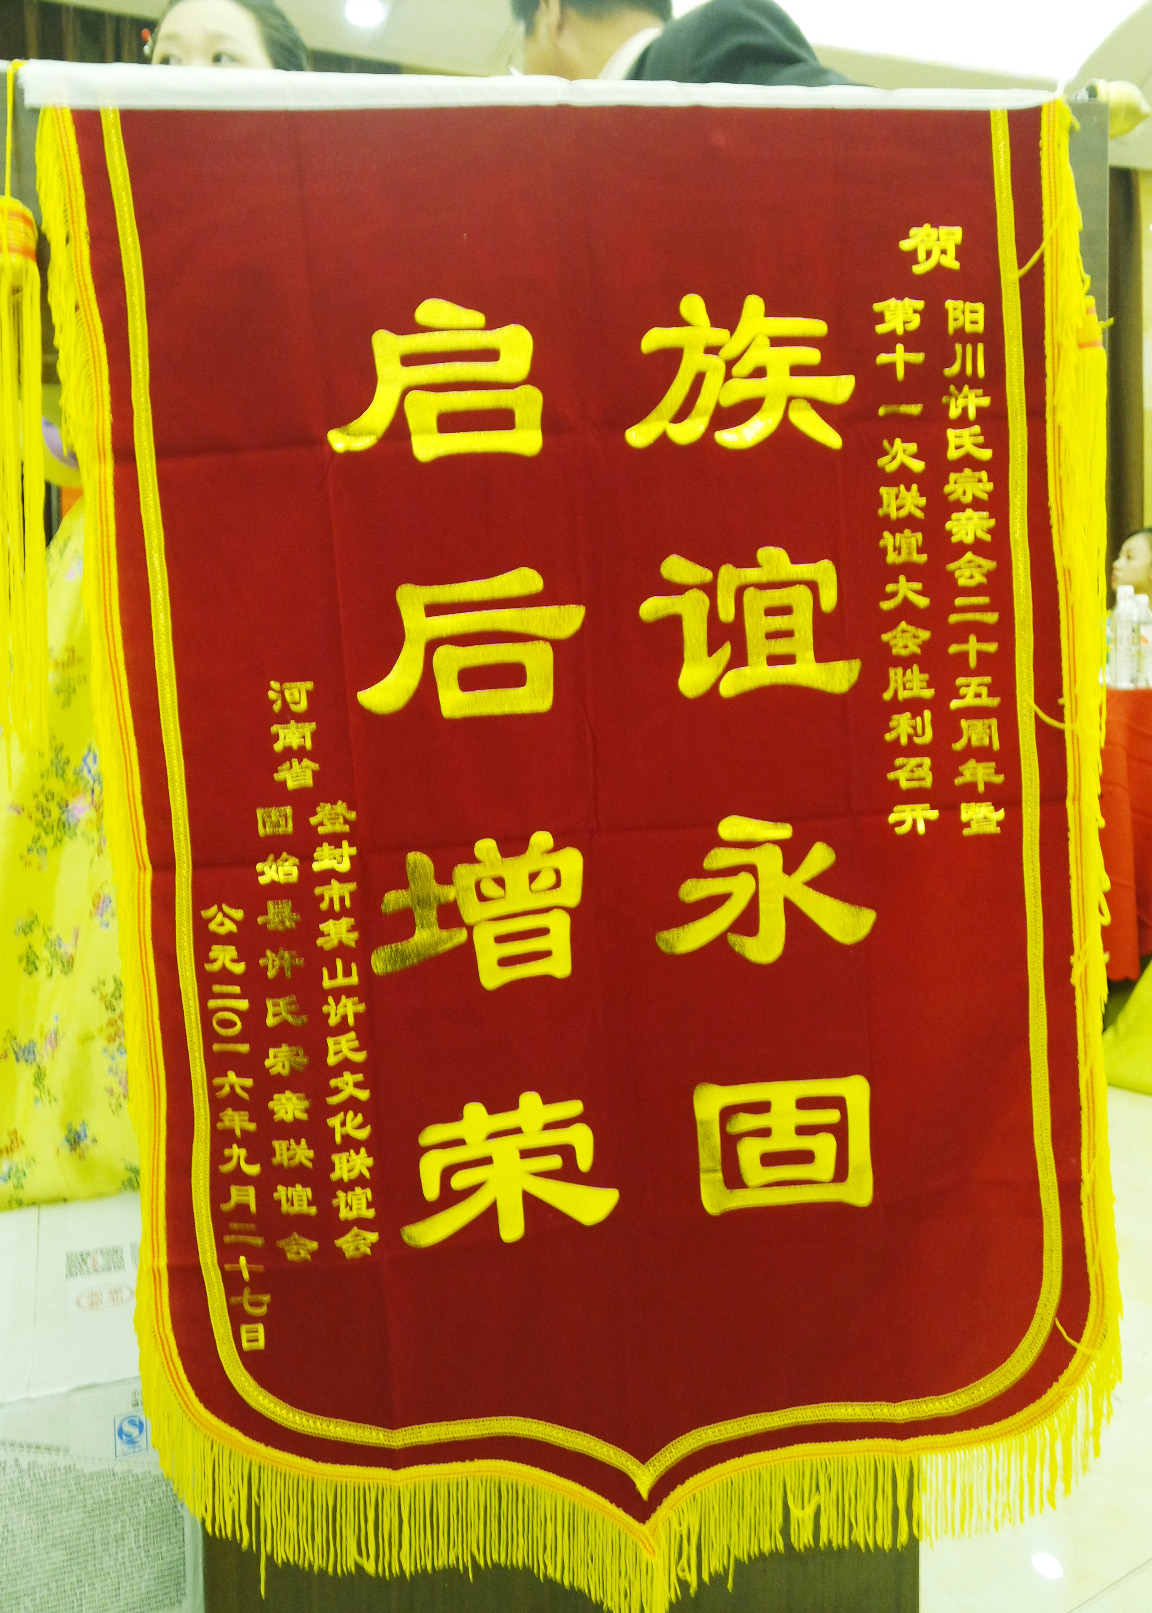 贺
阳川许氏宗亲会二十五周年暨
第十一次联谊大会胜利召开
族谊永固
启后增荣
河南省
登封市箕山许氏文化联谊会
固始县许氏宗亲联谊会
公元二〇一六年九月二十七日